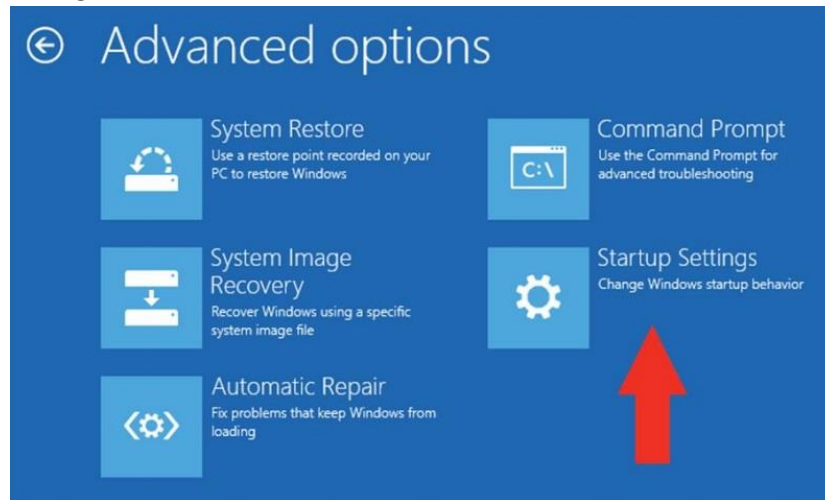 Advanced options
System Restore
Use a restore point recorded on your
PC to restore Windows
Command Prompt
Use the Command Prompt for
advanced troubleshooting
C:\
System Image
Recovery
Recover Windows using a specific
system image file
Startup Settings
Change Windows startup behavior
Automatic Repair
Fix problems that keep Windows from
loading